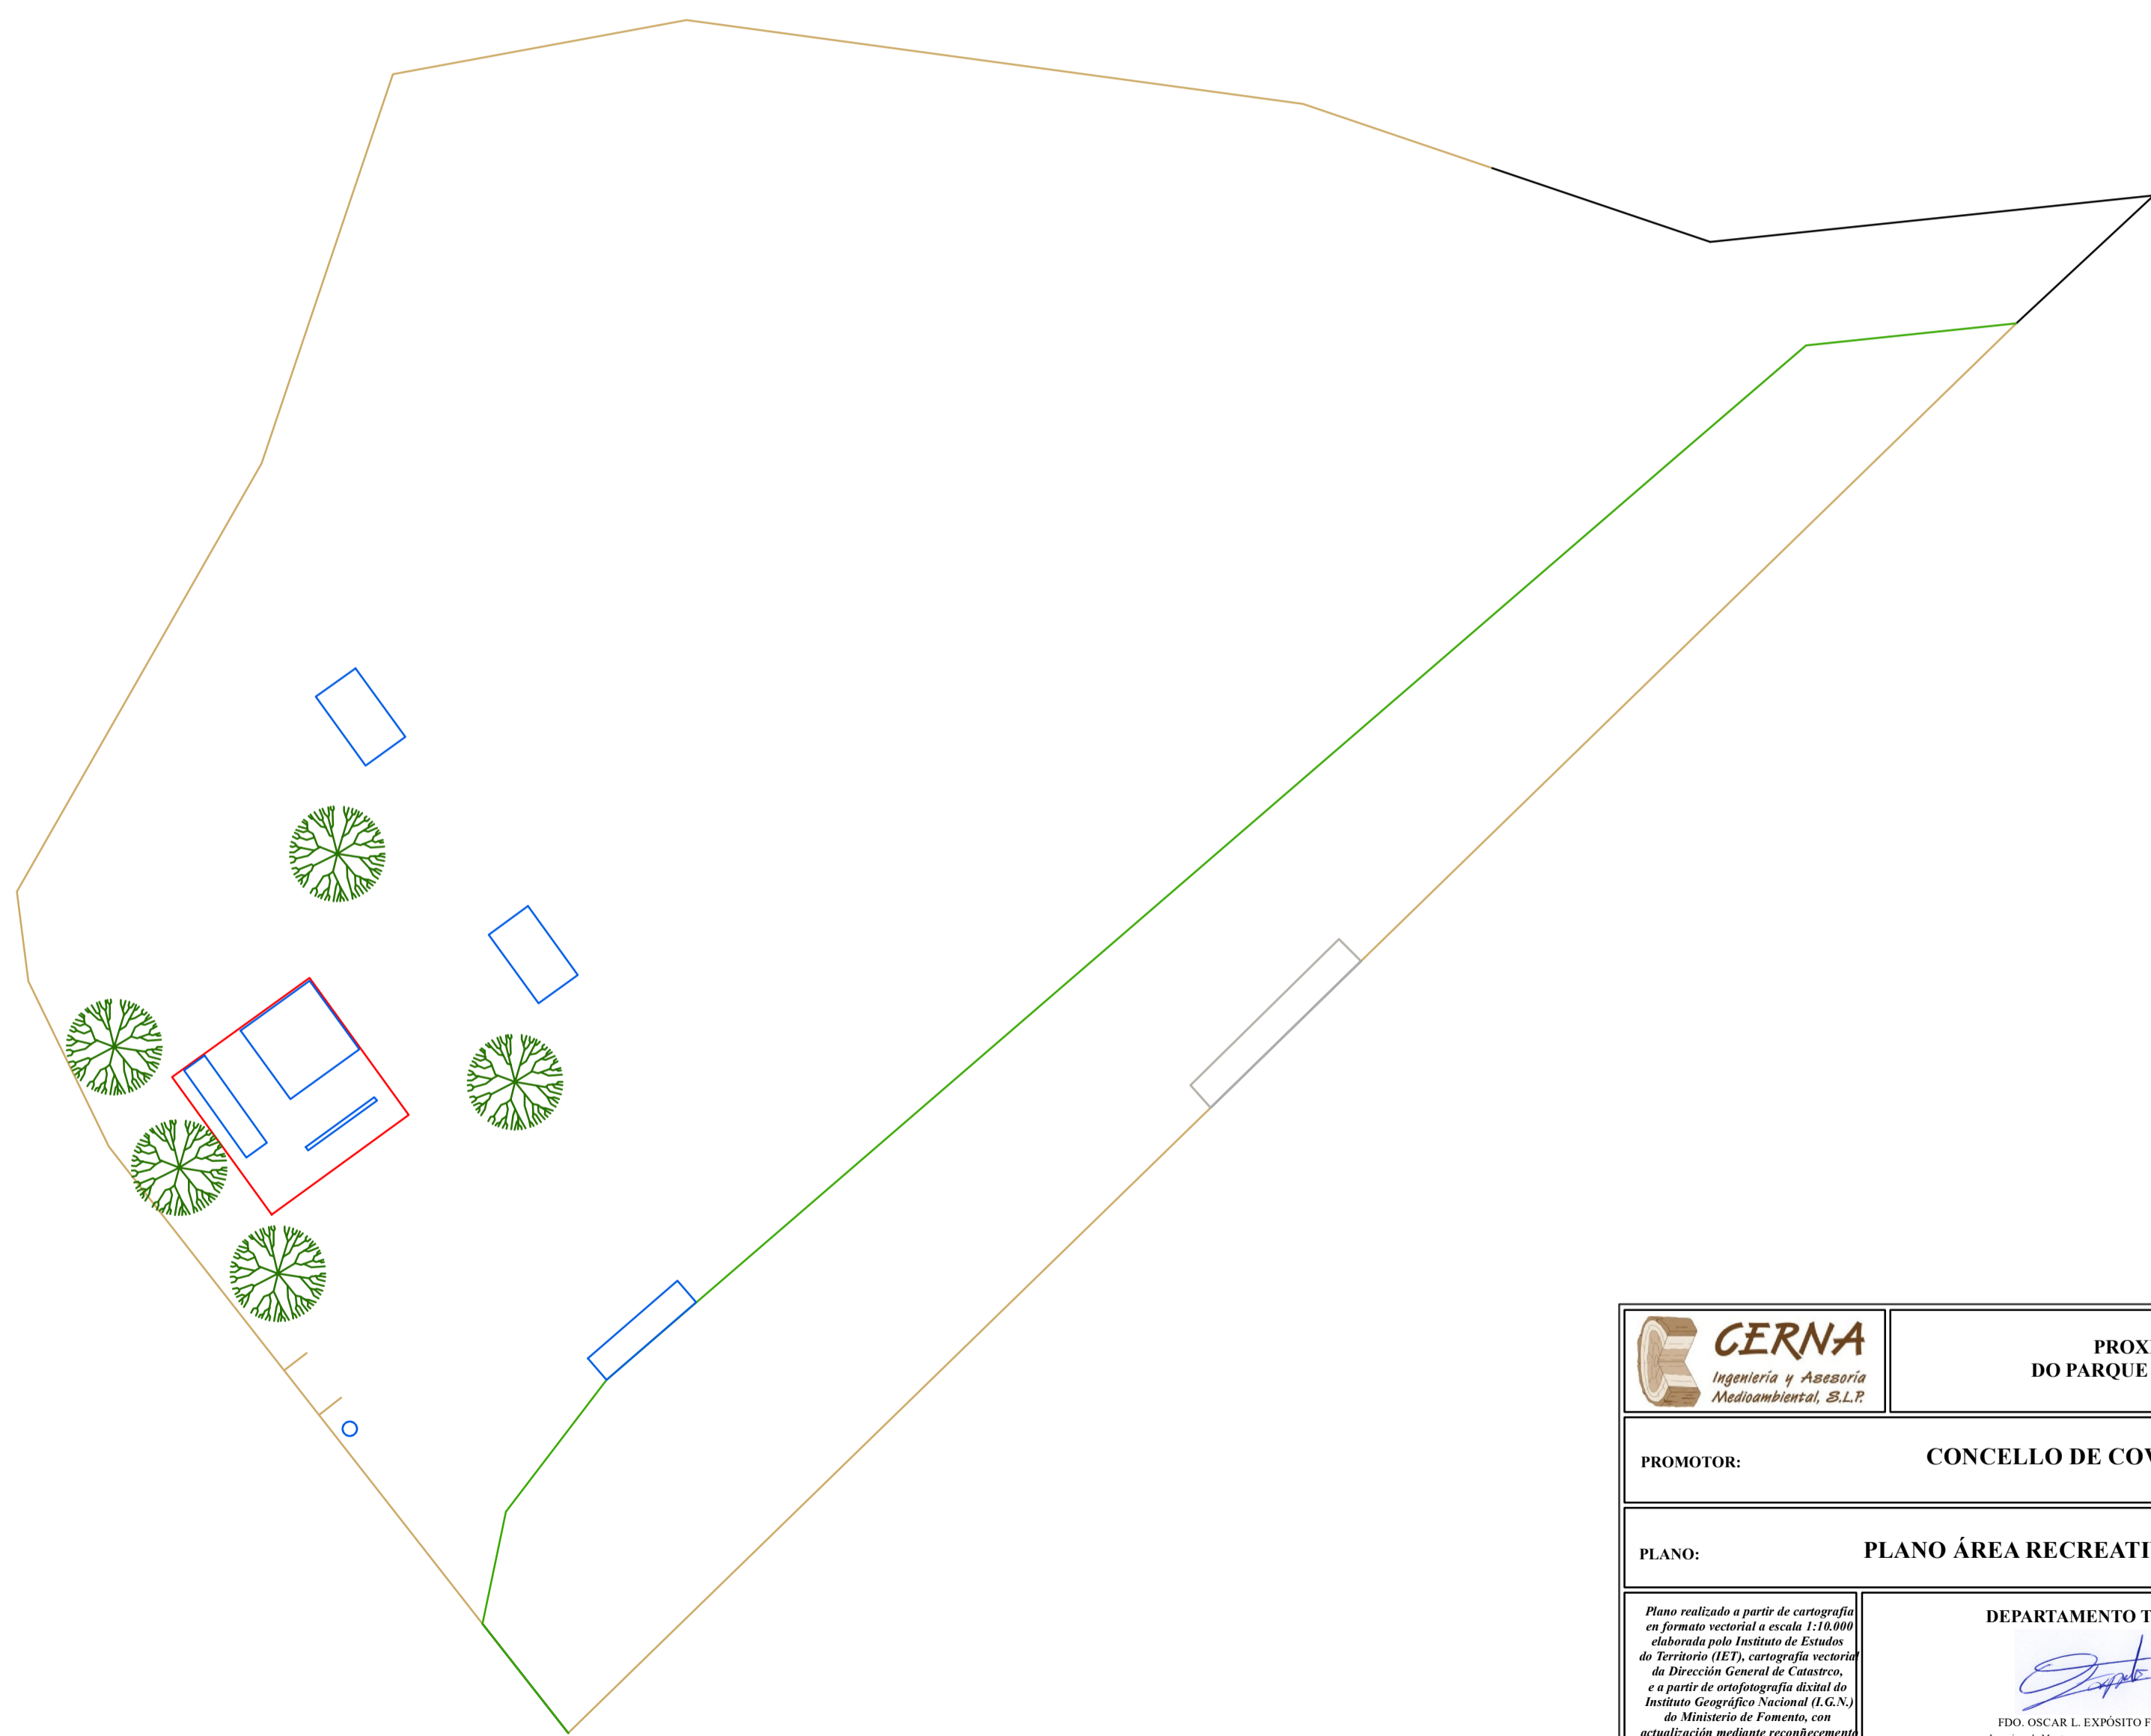 CERNA
Ingeniería y Asesoría
Medioambiental, S.L.P.
DO PARQUE
PROMOTOR:
CONCELLO DE
PLANO:
PLANO ÁREA
Plano realizado a partir de cartografía
en formato vectorial a escala 1:10.000
elaborada polo Instituto de Estudos
do Territorio (IET), cartografía vectorial
da Dirección General de Catastrco,
e a partir de ortofotografía dixital do
Instituto Geográfico Nacional (I.G.N.)
do Ministerio de Fomento, con
actualización mediante reconñecemento
DEPARTAMENTO
FDO. OSCAR L. EXPÓSITO